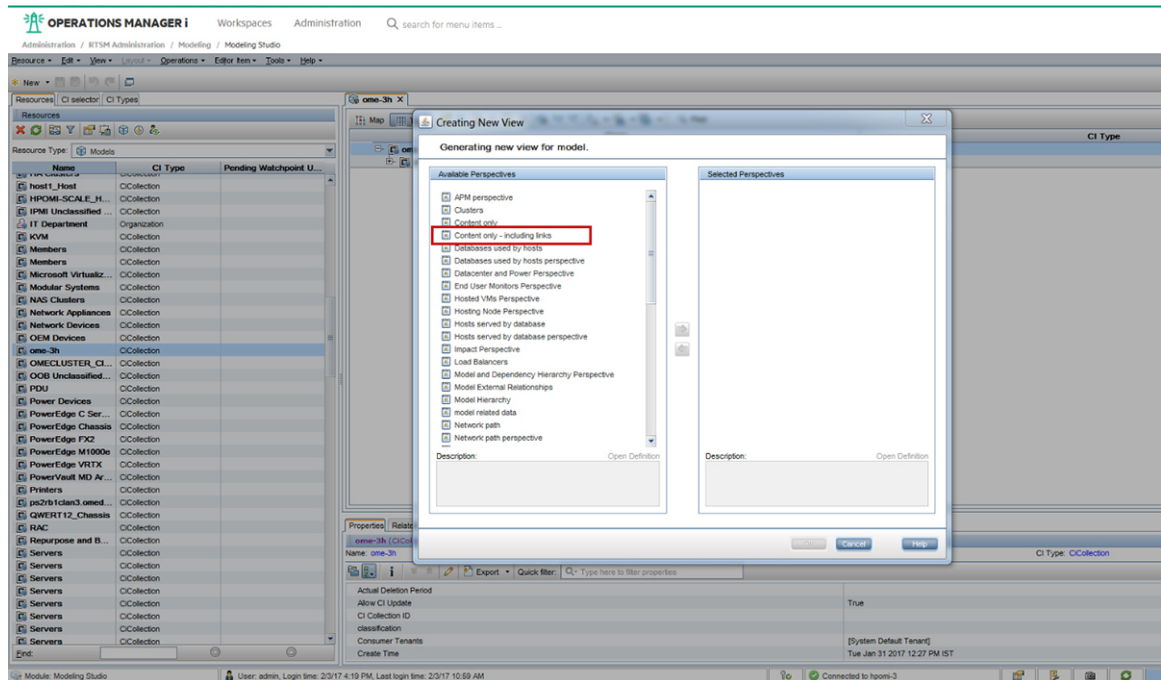 OPERATIONS MANAGER i Workspaces Administration search for menu items ...
Administration / RTSM Administration / Modeling / Modeling Studio
Resource Edit View Layout Operations Editor Item Tools Help
New
Resources CI selector CI Types
ome-3h X
Resources
Map
Resource Type: Models
CI Type
Name CI Type Pending Watchpoint U...
host1_Host CiCollection
HPOMI-SCALE_H... CiCollection
IPMI Unclassified ... CiCollection
IT Department Organization
KVM CiCollection
Members CiCollection
Members CiCollection
Microsoft Virtualiz... CiCollection
Modular Systems CiCollection
NAS Clusters CiCollection
Network Appliances CiCollection
Network Devices CiCollection
OEM Devices CiCollection
ome-3h CiCollection
OMECLUSTER_CI... CiCollection
OOB Unclassified... CiCollection
PDU CiCollection
Power Devices CiCollection
PowerEdge C Ser... CiCollection
PowerEdge Chassis CiCollection
PowerEdge FX2 CiCollection
PowerEdge M1000e CiCollection
PowerEdge VRTX CiCollection
PowerVault MD Ar... CiCollection
Printers CiCollection
ps2rb1clan3.omed... CiCollection
QWERT12_Chassis CiCollection
RAC CiCollection
Repurpose and B... CiCollection
Servers CiCollection
Servers CiCollection
Servers CiCollection
Servers CiCollection
Servers CiCollection
Servers CiCollection
Servers CiCollection
Servers CiCollection
Find:
Creating New View
Generating new view for model.
Available Perspectives
APM perspective
Clusters
Content only
Content only - including links
Databases used by hosts
Databases used by hosts perspective
Datacenter and Power Perspective
End User Monitors Perspective
Hosted VMs Perspective
Hosting Node Perspective
Hosts served by database
Hosts served by database perspective
Impact Perspective
Load Balancers
Model and Dependency Hierarchy Perspective
Model External Relationships
Model Hierarchy
model related data
Network path
Network path perspective
Description: Open Definition
Selected Perspectives
Description: Open Definition
Cancel Help
Properties
ome-3h
Name: ome-3h CI Type: CiCollection
Export Quick filter: Type here to filter properties
Actual Deletion Period
Allow CI Update True
CI Collection ID
classification
Consumer Tenants [System Default Tenant]
Create Time Tue Jan 31 2017 12:27 PM IST
Module: Modeling Studio User: admin, Login time: 2/3/17 4:19 PM, Last login time: 2/3/17 10:59 AM Connected to hpomi-3